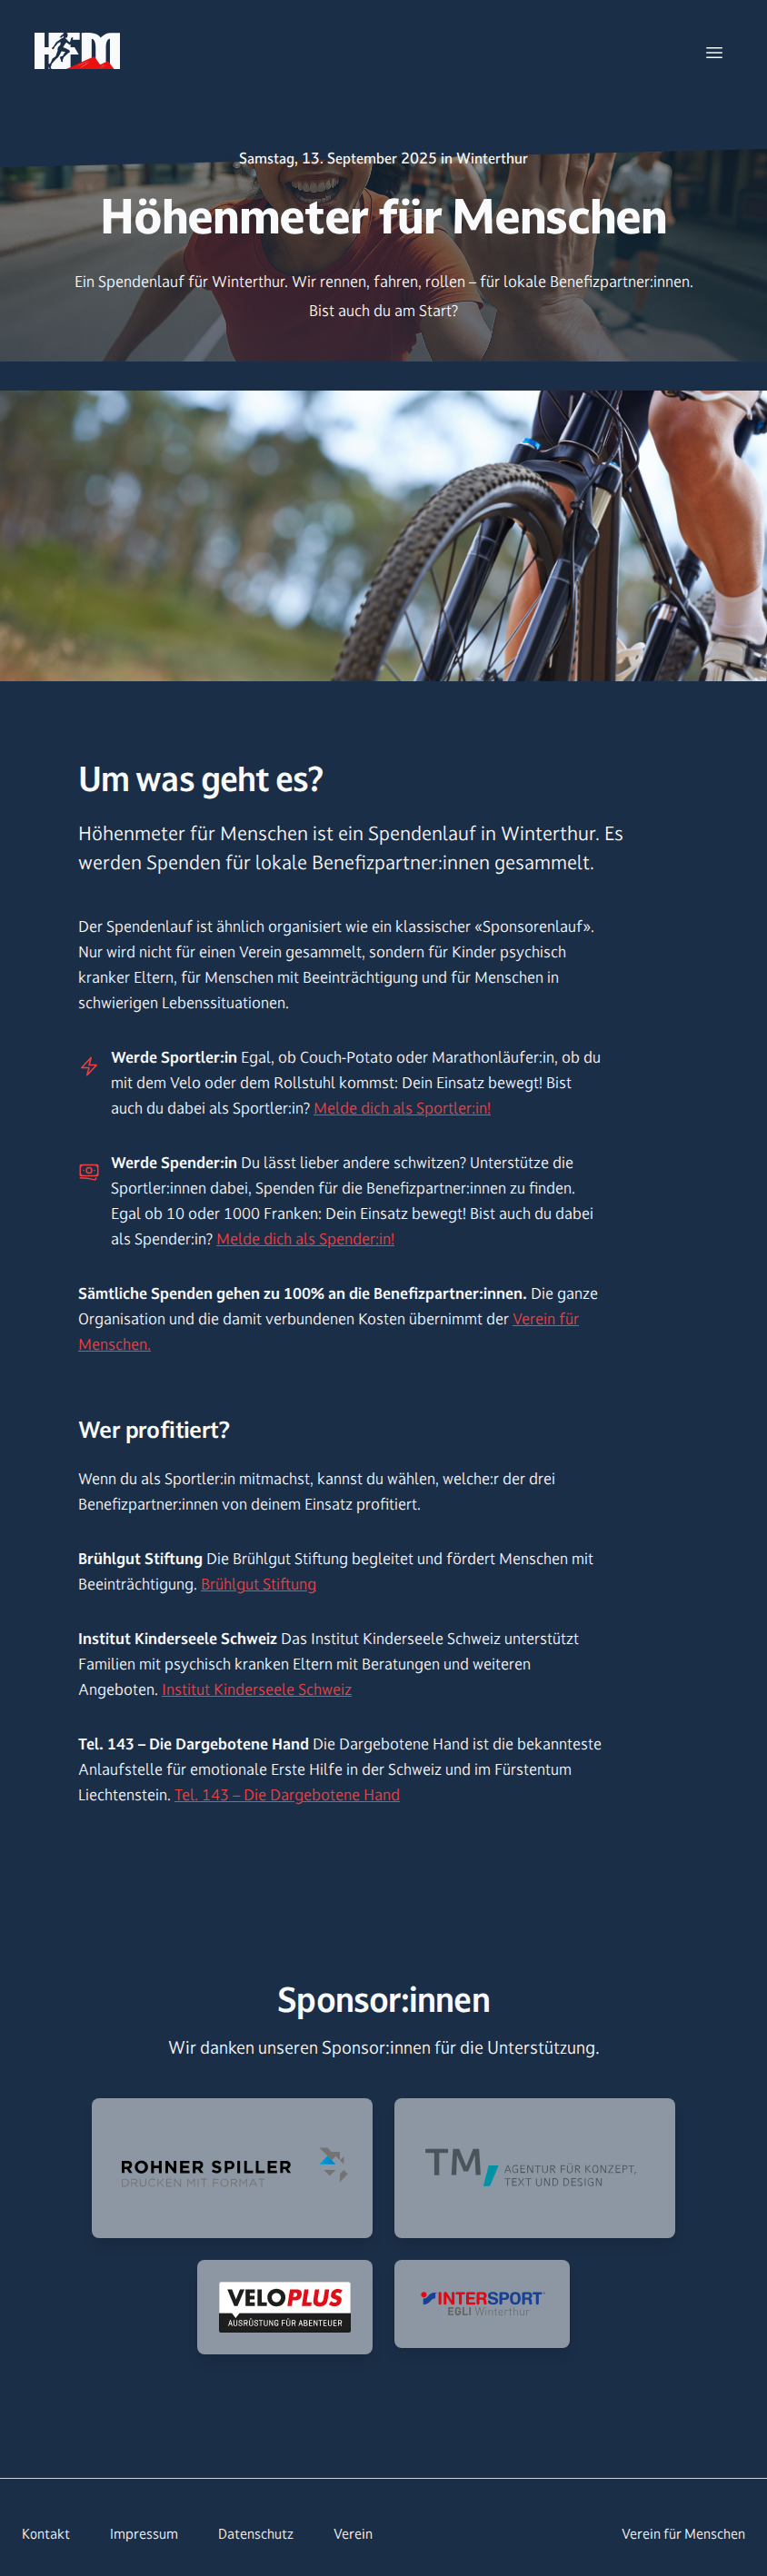 HFM
Samstag, 13. September 2025 in Winterthur
Höhenmeter für Menschen
Ein Spendenlauf für Winterthur. Wir rennen, fahren, rollen – für lokale Benefizpartner:innen.
Bist auch du am Start?
Um was geht es?
Höhenmeter für Menschen ist ein Spendenlauf in Winterthur. Es
werden Spenden für lokale Benefizpartner:innen gesammelt.
Der Spendenlauf ist ähnlich organisiert wie ein klassischer «Sponsorenlauf».
Nur wird nicht für einen Verein gesammelt, sondern für Kinder psychisch
kranker Eltern, für Menschen mit Beeinträchtigung und für Menschen in
schwierigen Lebenssituationen.
Werde Sportler:in Egal, ob Couch-Potato oder Marathonläufer:in, ob du
mit dem Velo oder dem Rollstuhl kommst: Dein Einsatz bewegt! Bist
auch du dabei als Sportler:in? Melde dich als Sportler:in!
Werde Spender:in Du lässt lieber andere schwitzen? Unterstütze die
Sportler:innen dabei, Spenden für die Benefizpartner:innen zu finden.
Egal ob 10 oder 1000 Franken: Dein Einsatz bewegt! Bist auch du dabei
als Spender:in? Melde dich als Spender:in!
Sämtliche Spenden gehen zu 100% an die Benefizpartner:innen. Die ganze
Organisation und die damit verbundenen Kosten übernimmt der Verein für
Menschen.
Wer profitiert?
Wenn du als Sportler:in mitmachst, kannst du wählen, welche:r der drei
Benefizpartner:innen von deinem Einsatz profitiert.
Brühlgut Stiftung Die Brühlgut Stiftung begleitet und fördert Menschen mit
Beeinträchtigung. Brühlgut Stiftung
Institut Kinderseele Schweiz Das Institut Kinderseele Schweiz unterstützt
Familien mit psychisch kranken Eltern mit Beratungen und weiteren
Angeboten. Institut Kinderseele Schweiz
Tel. 143 – Die Dargebotene Hand Die Dargebotene Hand ist die bekannteste
Anlaufstelle für emotionale Erste Hilfe in der Schweiz und im Fürstentum
Liechtenstein. Tel. 143 – Die Dargebotene Hand
Sponsor:innen
Wir danken unseren Sponsor:innen für die Unterstützung.
ROHNER SPILLER
DRUCKEN MIT FORMAT
TM, AGENTUR FÜR KONZEPT,
TEXT UND DESIGN
VELOPLUS
AUSRÜSTUNG FÜR ABENTEUER
INTERSPORT
EGLI Winterthur
Kontakt Impressum Datenschutz Verein Verein für Menschen